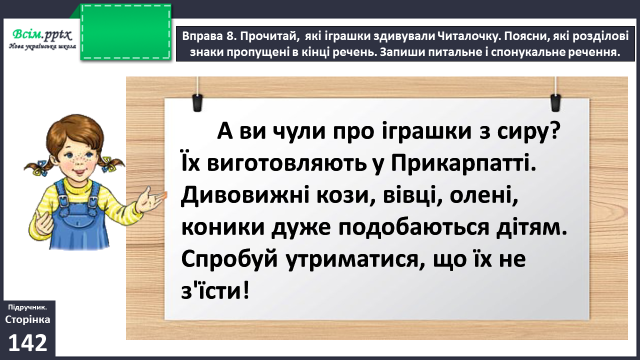 Всім.pptx
Нова українська школа
Вправа 8. Прочитай, які іграшки здивували Читалочку. Поясни, які розділові
знаки пропущені в кінці речень. Запиши питальне і спонукальне речення.
А ви чули про іграшки з сиру?
Їх виготовляють у Прикарпатті.
Дивовижні кози, вівці, олені,
коники дуже подобаються дітям.
Спробуй утриматися, що їх не
з'їсти!
Підручник.
Сторінка
142